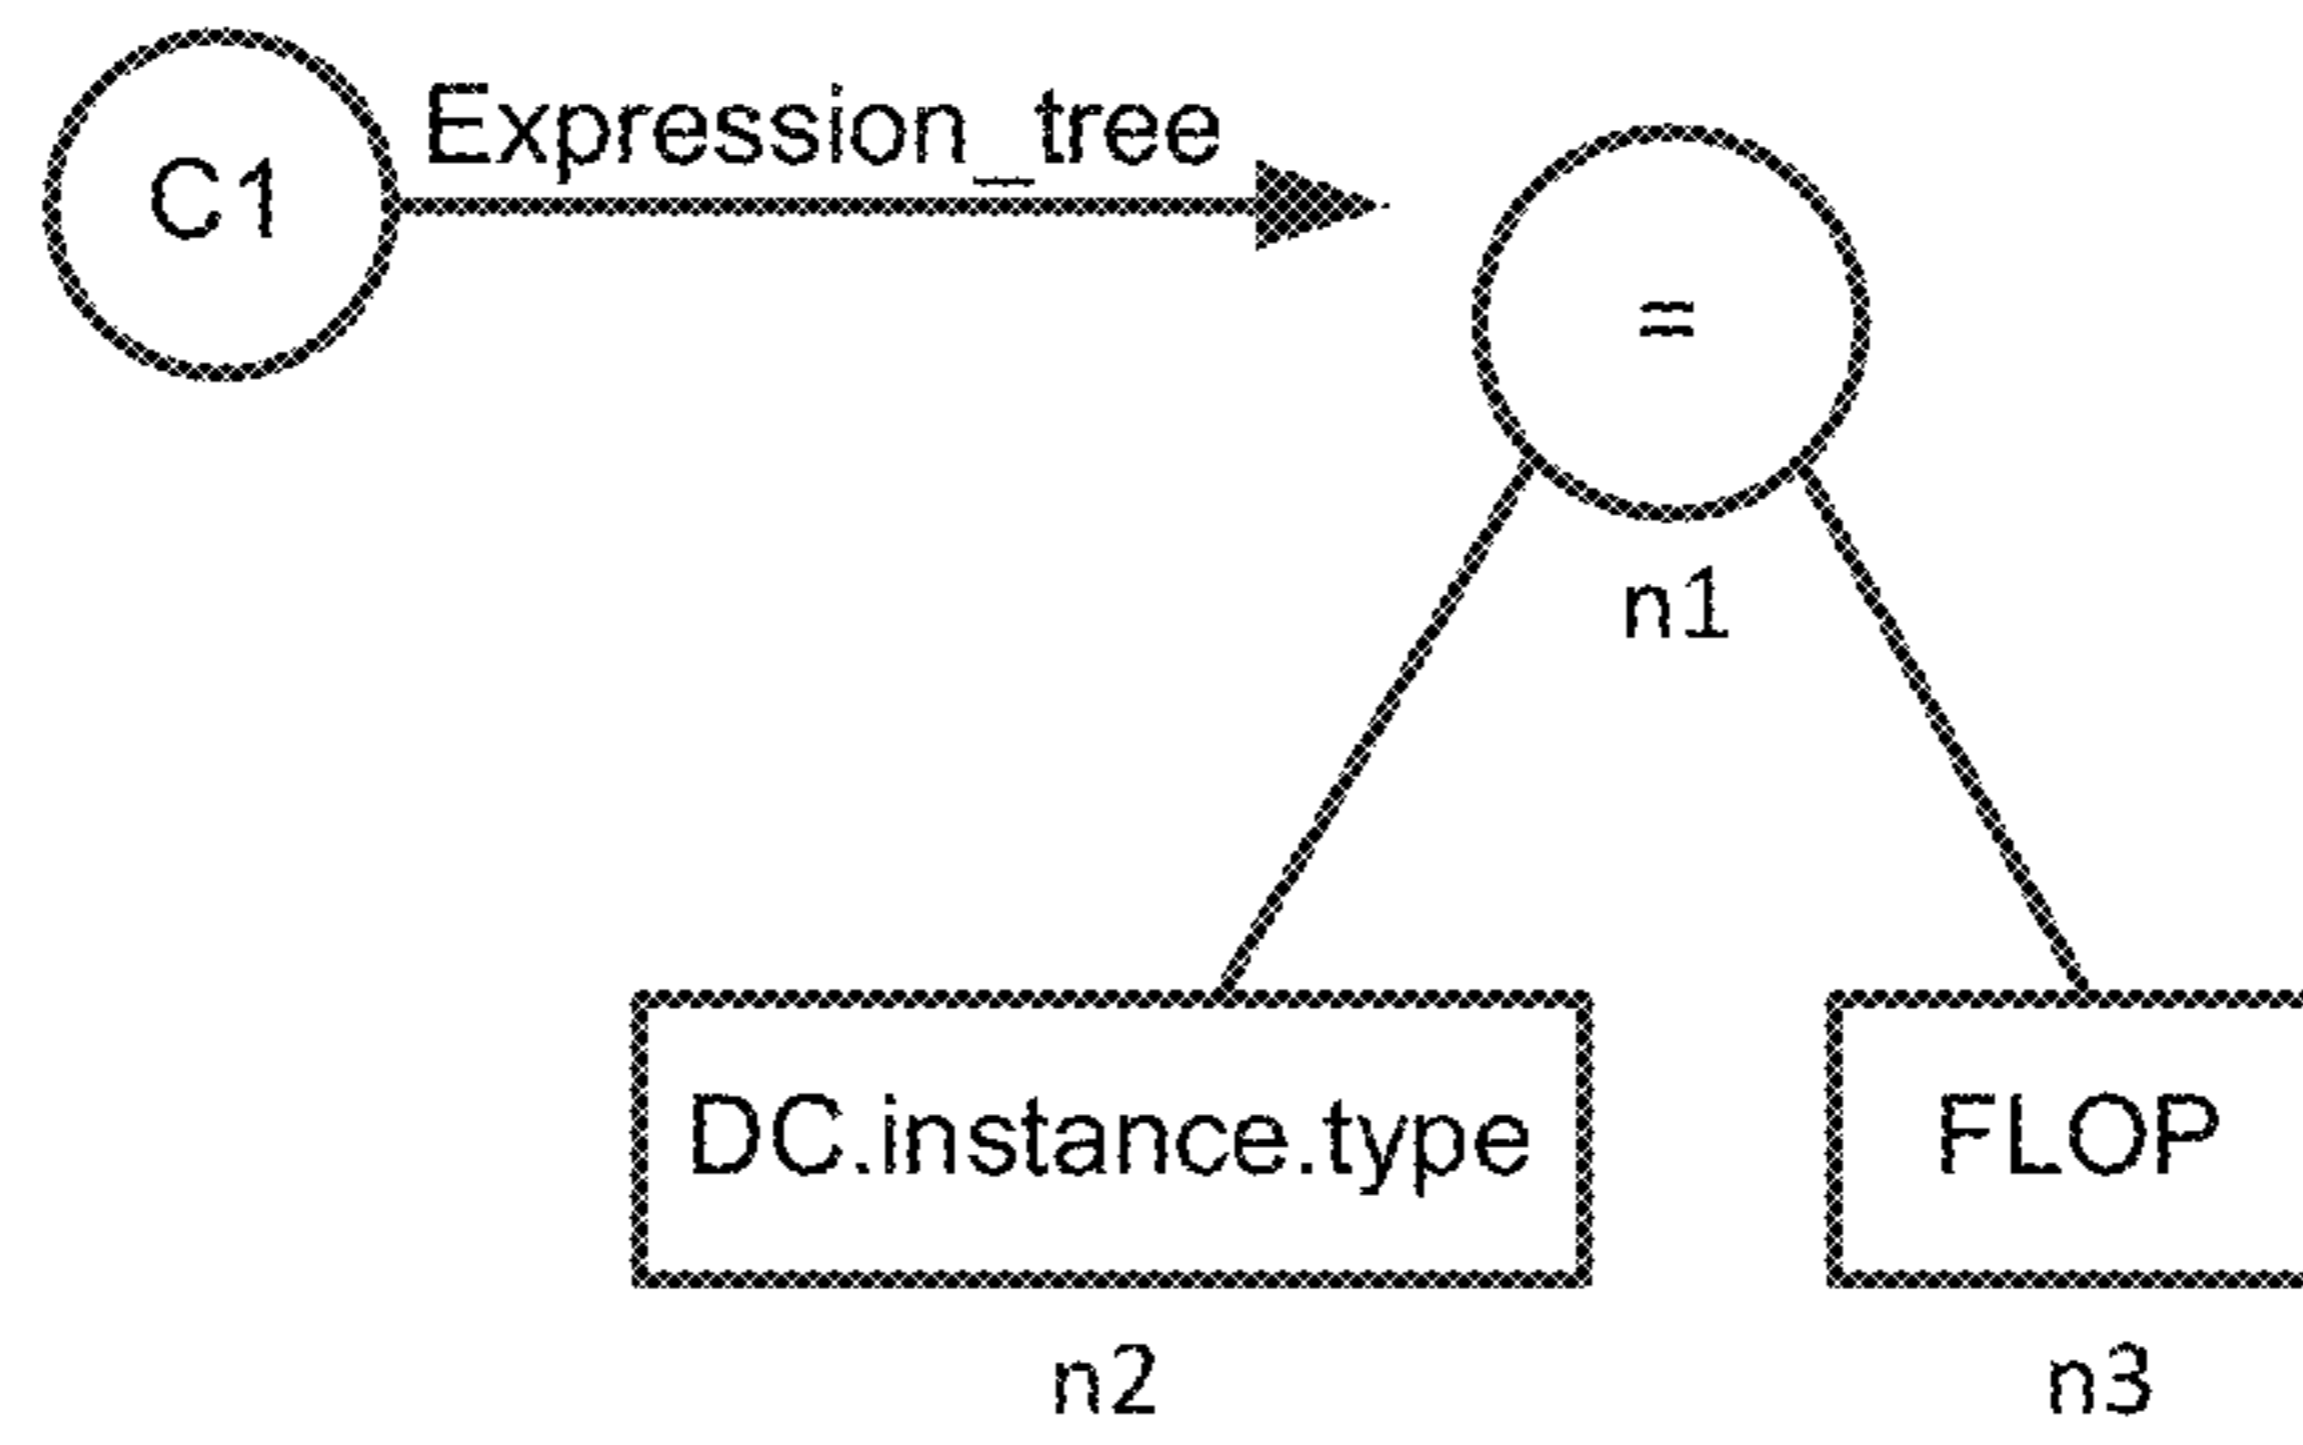 Expression_tree
C1
=
n1
DC.instance.type
FLOP
n2
n3